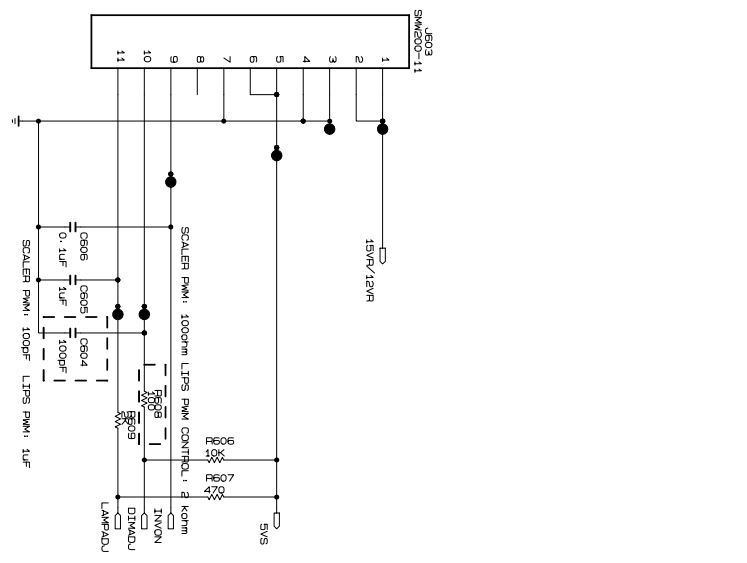 J603
SMW200-11
11 10 9 8 7 6 5 4 3 2 1
15VR/12VR
C606
0.1uF
C605
1uF
C604
100pF
SCALER PWM: 100pF LIPS PWM: 1uF
SCALER PWM: 100ohm LIPS PWM CONTROL: 2 kohm
R608
100
R609
R606
10K
R607
470
LAMPADJ
DIMADJ
INVON
5VS